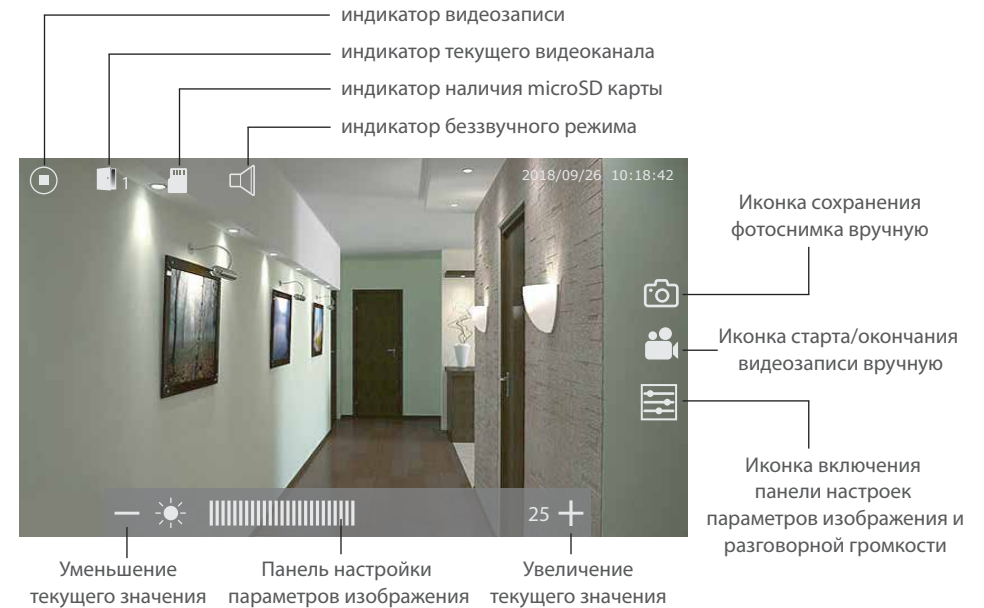 индикатор видеозаписи
индикатор текущего видеоканала
индикатор наличия microSD карты
индикатор беззвучного режима
1
2018/09/26 10:18:42
Иконка сохранения
фотоснимка вручную
Иконка старта/окончания
видеозаписи вручную
Иконка включения
панели настроек
параметров изображения и
разговорной громкости
25
Уменьшение
текущего значения
Панель настройки
параметров изображения
Увеличение
текущего значения